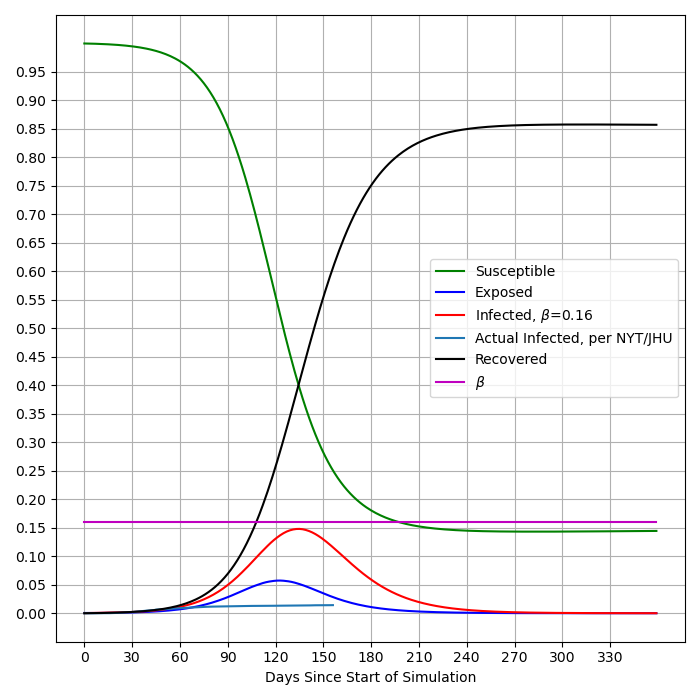 0.95
0.90
0.85
0.80
0.75
0.70
0.65
0.60
0.55
0.50
0.45
0.40
0.35
0.30
0.25
0.20
0.15
0.10
0.05
0.00
Susceptible
Exposed
Infected, β=0.16
Actual Infected, per NYT/JHU
Recovered
β
0 30 60 90 120 150 180 210 240 270 300 330
Days Since Start of Simulation